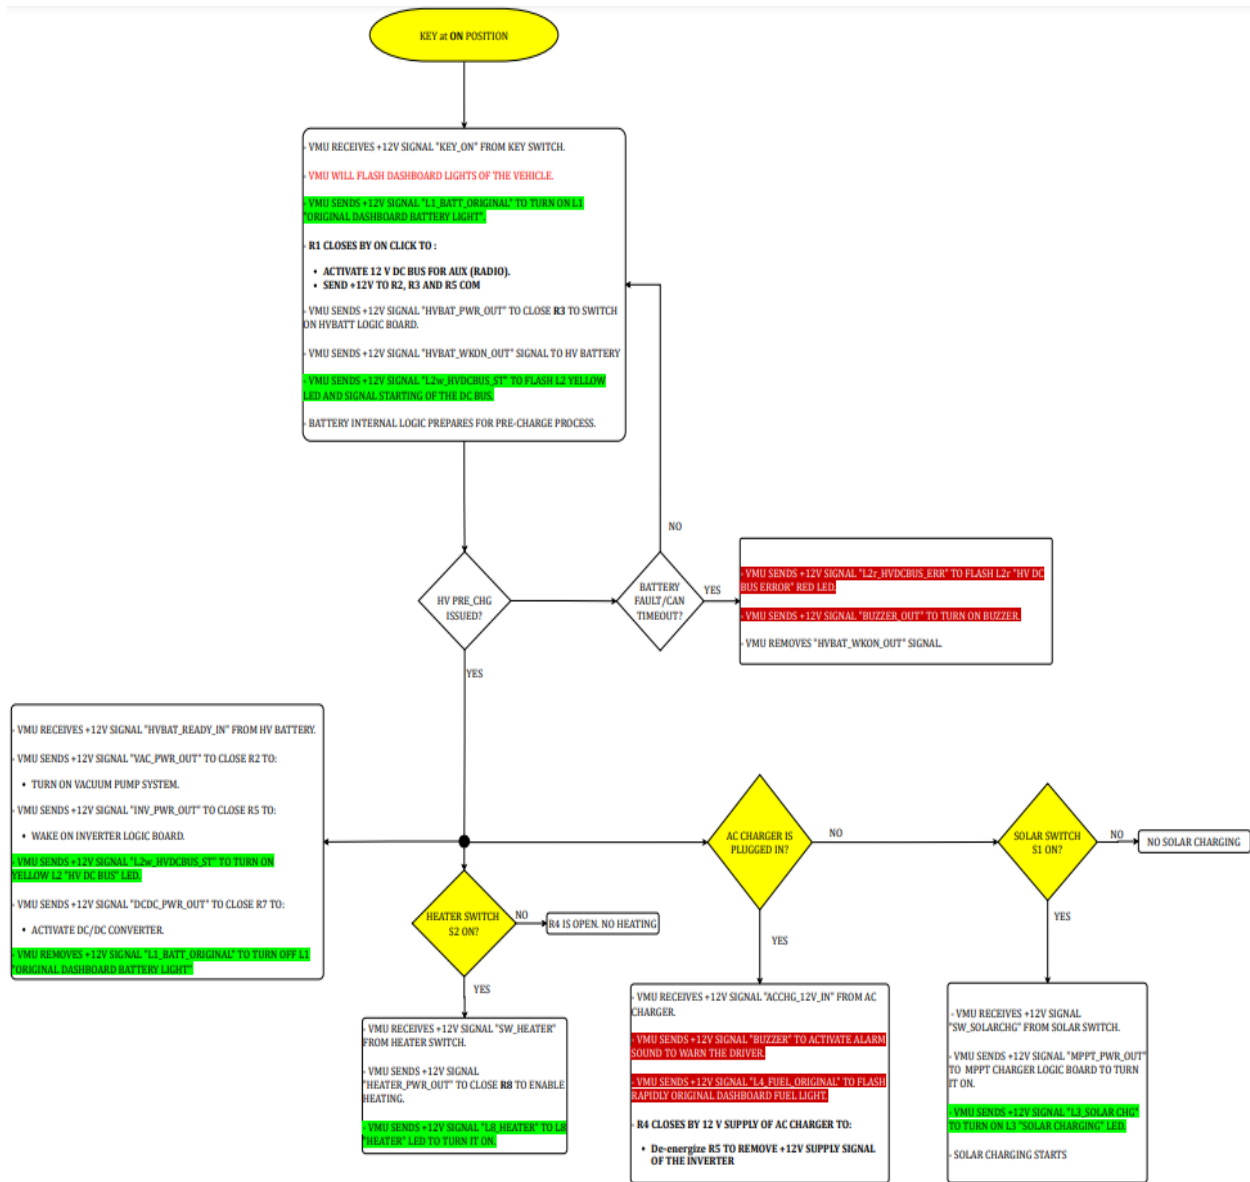 KEY at ON POSITION
- VMU RECEIVES +12V SIGNAL "KEY_ON" FROM KEY SWITCH.
- VMU WILL FLASH DASHBOARD LIGHTS OF THE VEHICLE.
- VMU SENDS +12V SIGNAL "L1_BATT_ORIGINAL" TO TURN ON L1
"ORIGINAL DASHBOARD BATTERY LIGHT".
- R1 CLOSES BY ON CLICK TO :
• ACTIVATE 12 V DC BUS FOR AUX (RADIO).
• SEND +12V TO R2, R3 AND R5 COM
- VMU SENDS +12V SIGNAL "HVBAT_PWR_OUT" TO CLOSE R3 TO SWITCH
ON HVBATT LOGIC BOARD.
- VMU SENDS +12V SIGNAL "HVBAT_WKON_OUT" SIGNAL TO HV BATTERY
- VMU SENDS +12V SIGNAL "L2w_HVDCBUS_ST" TO FLASH L2 YELLOW
LED AND SIGNAL STARTING OF THE DC BUS.
- BATTERY INTERNAL LOGIC PREPARES FOR PRE-CHARGE PROCESS.
HV PRE_CHG
ISSUED?
BATTERY
FAULT/CAN
TIMEOUT?
NO
YES
- VMU SENDS +12V SIGNAL "L2r_HVDCBUS_ERR" TO FLASH L2r "HV DC
BUS ERROR" RED LED.
- VMU SENDS +12V SIGNAL "BUZZER_OUT" TO TURN ON BUZZER.
- VMU REMOVES "HVBAT_WKON_OUT" SIGNAL.
YES
- VMU RECEIVES +12V SIGNAL "HVBAT_READY_IN" FROM HV BATTERY.
- VMU SENDS +12V SIGNAL "VAC_PWR_OUT" TO CLOSE R2 TO:
• TURN ON VACUUM PUMP SYSTEM.
- VMU SENDS +12V SIGNAL "INV_PWR_OUT" TO CLOSE R5 TO:
• WAKE ON INVERTER LOGIC BOARD.
- VMU SENDS +12V SIGNAL "L2w_HVDCBUS_ST" TO TURN ON
YELLOW L2 "HV DC BUS" LED.
- VMU SENDS +12V SIGNAL "DCDC_PWR_OUT" TO CLOSE R7 TO:
• ACTIVATE DC/DC CONVERTER.
- VMU REMOVES +12V SIGNAL "L1_BATT_ORIGINAL" TO TURN OFF L1
"ORIGINAL DASHBOARD BATTERY LIGHT"
HEATER SWITCH
S2 ON?
NO
R4 IS OPEN. NO HEATING
YES
- VMU RECEIVES +12V SIGNAL "SW_HEATER"
FROM HEATER SWITCH.
- VMU SENDS +12V SIGNAL
"HEATER_PWR_OUT" TO CLOSE R8 TO ENABLE
HEATING.
- VMU SENDS +12V SIGNAL "L8_HEATER" TO L8
"HEATER" LED TO TURN IT ON.
AC CHARGER IS
PLUGGED IN?
NO
YES
- VMU RECEIVES +12V SIGNAL "ACCHG_12V_IN" FROM AC
CHARGER.
- VMU SENDS +12V SIGNAL "BUZZER" TO ACTIVATE ALARM
SOUND TO WARN THE DRIVER.
- VMU SENDS +12V SIGNAL "L4_FUEL_ORIGINAL" TO FLASH
RAPIDLY ORIGINAL DASHBOARD FUEL LIGHT.
- R4 CLOSES BY 12 V SUPPLY OF AC CHARGER TO:
• De-energize R5 TO REMOVE +12V SUPPLY SIGNAL
OF THE INVERTER
SOLAR SWITCH
S1 ON?
NO
NO SOLAR CHARGING
YES
- VMU RECEIVES +12V SIGNAL
"SW_SOLARCHG" FROM SOLAR SWITCH.
- VMU SENDS +12V SIGNAL "MPPT_PWR_OUT"
TO MPPT CHARGER LOGIC BOARD TO TURN
IT ON.
- VMU SENDS +12V SIGNAL "L3_SOLAR CHG"
TO TURN ON L3 "SOLAR CHARGING" LED.
- SOLAR CHARGING STARTS